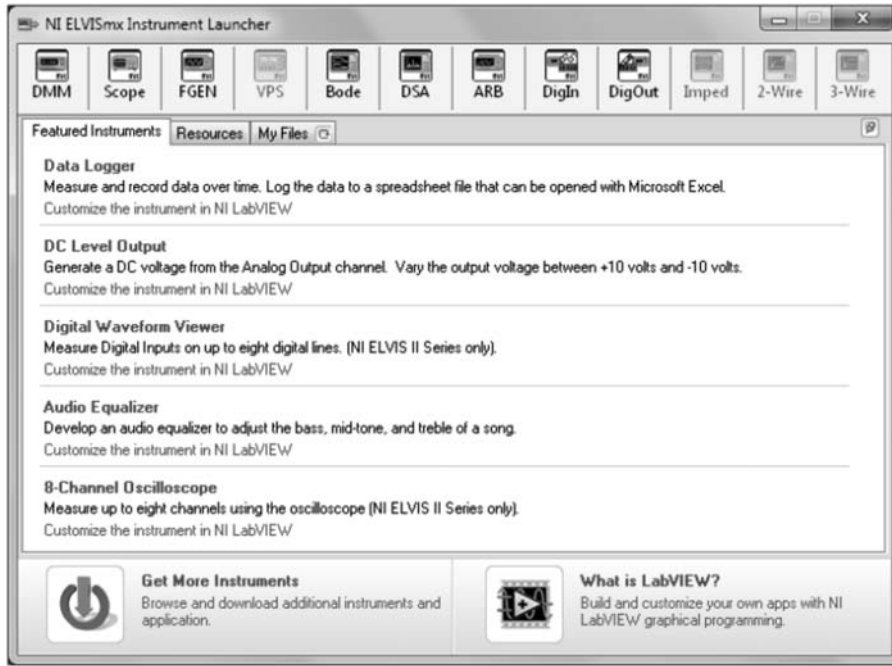 NI ELVISmx Instrument Launcher
DMM Scope FGEN VPS Bode DSA ARB DigIn DigOut Imped 2-Wire 3-Wire
Featured Instruments Resources My Files
Data Logger
Measure and record data over time. Log the data to a spreadsheet file that can be opened with Microsoft Excel.
Customize the instrument in NI LabVIEW
DC Level Output
Generate a DC voltage from the Analog Output channel. Vary the output voltage between +10 volts and -10 volts.
Customize the instrument in NI LabVIEW
Digital Waveform Viewer
Measure Digital Inputs on up to eight digital lines. (NI ELVIS II Series only).
Customize the instrument in NI LabVIEW
Audio Equalizer
Develop an audio equalizer to adjust the bass, mid-tone, and treble of a song.
Customize the instrument in NI LabVIEW
8-Channel Oscilloscope
Measure up to eight channels using the oscilloscope (NI ELVIS II Series only).
Customize the instrument in NI LabVIEW
Get More Instruments
Browse and download additional instruments and
application.
What is LabVIEW?
Build and customize your own apps with NI
LabVIEW graphical programming.